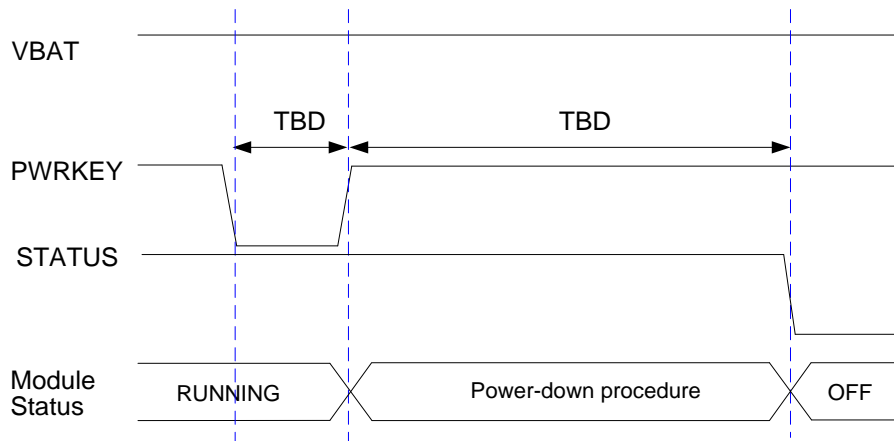 VBAT
TBD
TBD
PWRKEY
STATUS
Module
Status
RUNNING
Power-down procedure
OFF